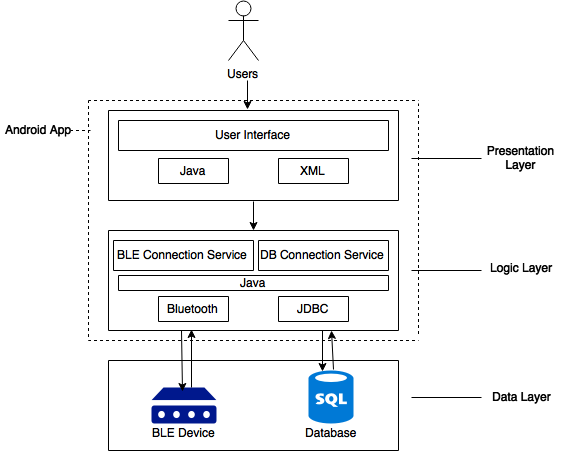 Users
Android App
User Interface
Java
XML
Presentation
Layer
BLE Connection Service
DB Connection Service
Java
Bluetooth
JDBC
Logic Layer
SQL
BLE Device
Database
Data Layer